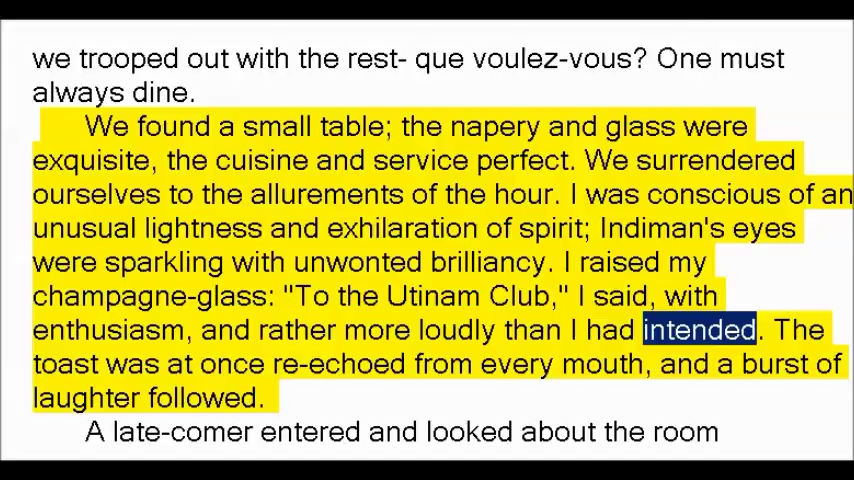 we trooped out with the rest- que voulez-vous? One must
always dine.
We found a small table; the napery and glass were
exquisite, the cuisine and service perfect. We surrendered
ourselves to the allurements of the hour. I was conscious of an
unusual lightness and exhilaration of spirit; Indiman's eyes
were sparkling with unwonted brilliancy. I raised my
champagne-glass: "To the Utinam Club," I said, with
enthusiasm, and rather more loudly than I had intended. The
toast was at once re-echoed from every mouth, and a burst of
laughter followed.
A late-comer entered and looked about the room